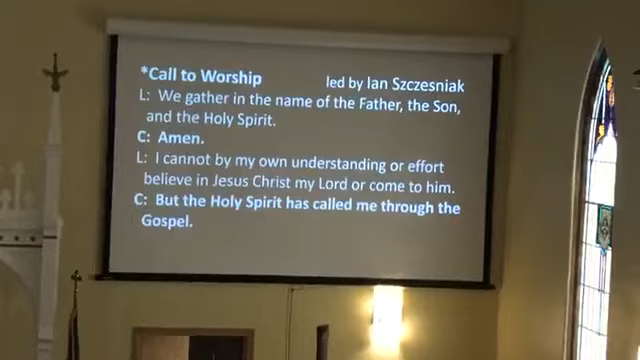 *Call to Worship led by Ian Szczesniak
L: We gather in the name of the Father, the Son,
and the Holy Spirit.
C: Amen.
L: I cannot by my own understanding or effort
believe in Jesus Christ my Lord or come to him.
C: But the Holy Spirit has called me through the
Gospel.